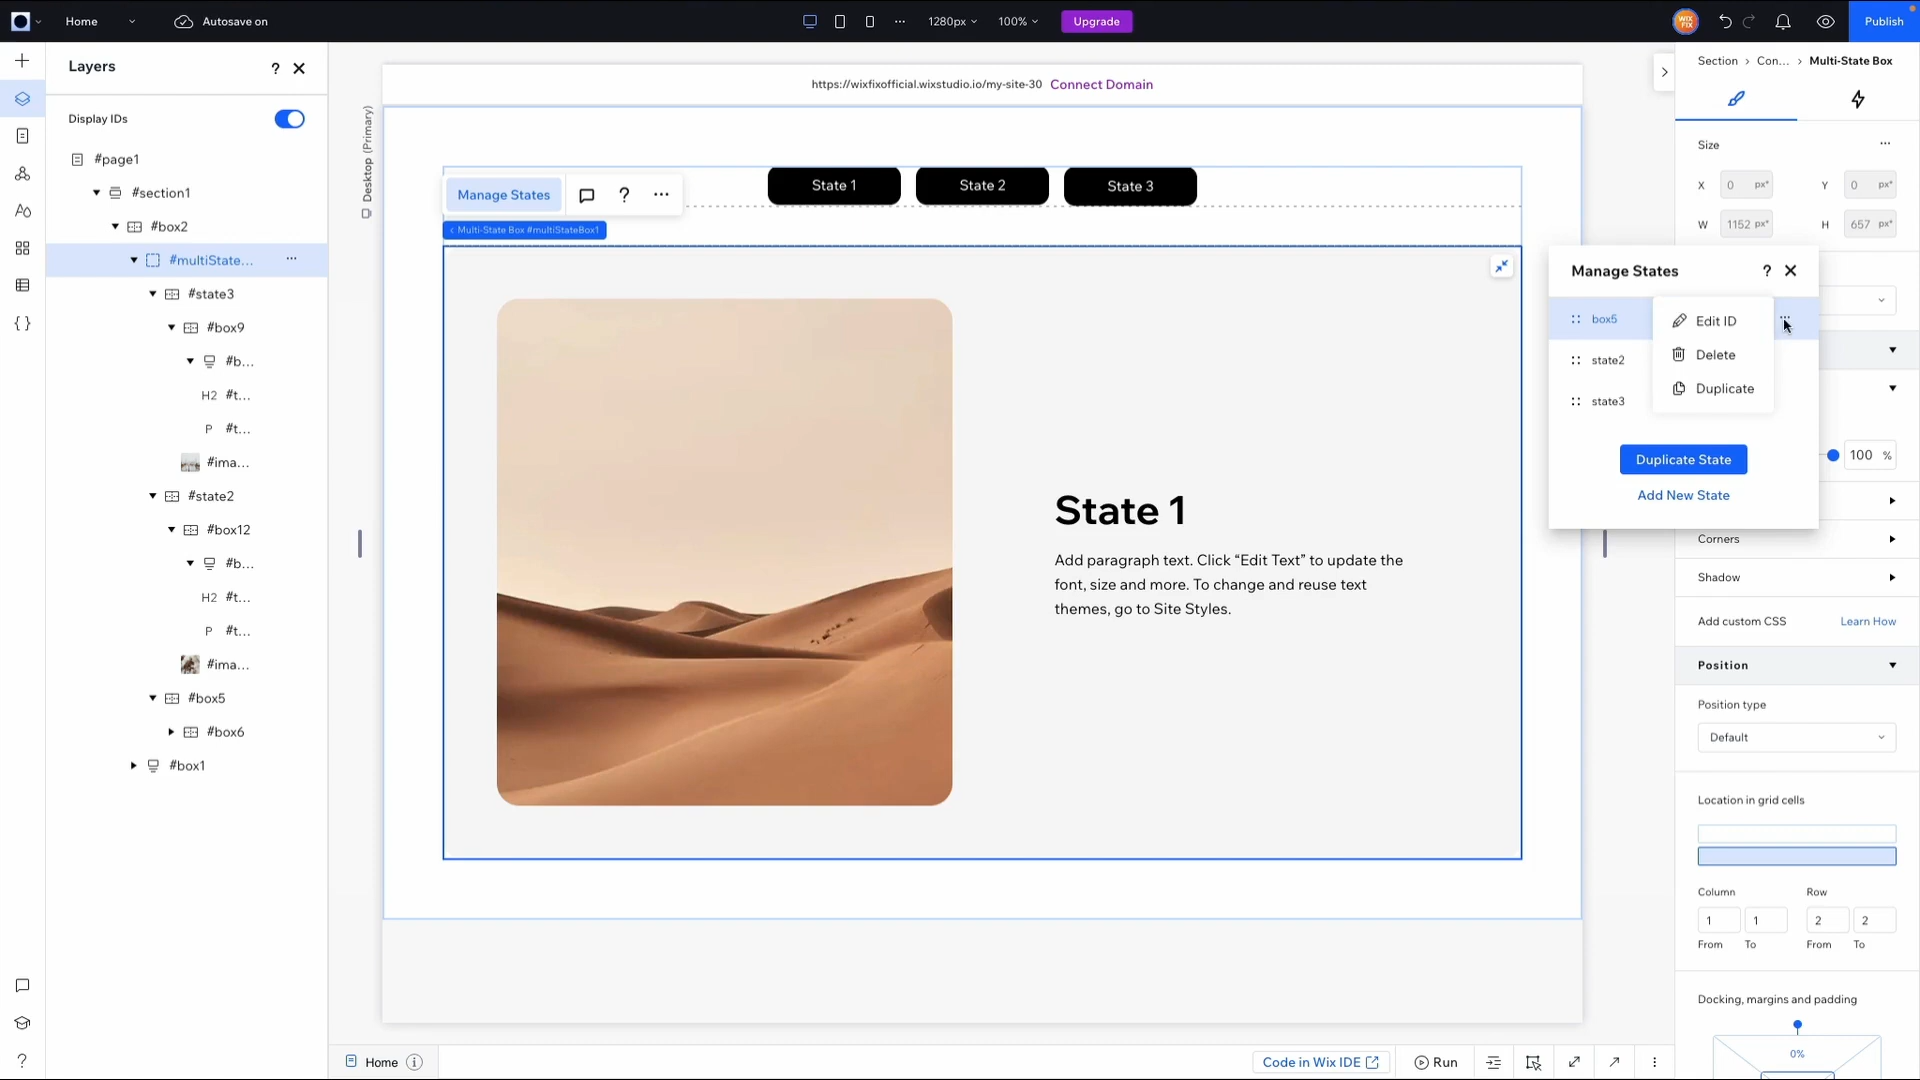 Home
Autosave on
1280px
100%
Upgrade
WIX FIX
Publish
Layers
?
Display IDs
#page1
#section1
#box2
#multiState...
#state3
#box9
#b...
H2 #t...
P #t...
#ima...
#state2
#box12
#b...
H2 #t...
P #t...
#ima...
#box5
#box6
#box1
?
Desktop (Primary)
https://wixfixofficial.wixstudio.io/my-site-30 Connect Domain
State 1
State 2
State 3
Manage States
?
Multi-State Box #multiStateBox1
State 1
Add paragraph text. Click “Edit Text” to update the
font, size and more. To change and reuse text
themes, go to Site Styles.
Manage States
?
box5
state2
state3
Edit ID
Delete
Duplicate
Duplicate State
Add New State
Section > Con... > Multi-State Box
Size
X 0 px* Y 0 px*
W 1152 px* H 657 px*
100 %
Corners
Shadow
Add custom CSS Learn How
Position
Position type
Default
Location in grid cells
Column Row
1 1 2 2
From To From To
Docking, margins and padding
0%
Home
Code in Wix IDE
Run